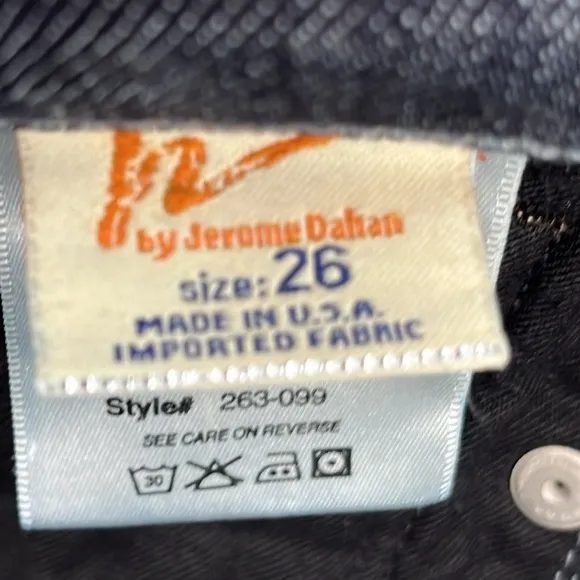 by Jerome Dahan
size: 26
MADE IN U.S.A.
IMPORTED FABRIC
Style# 263-099
SEE CARE ON REVERSE
30